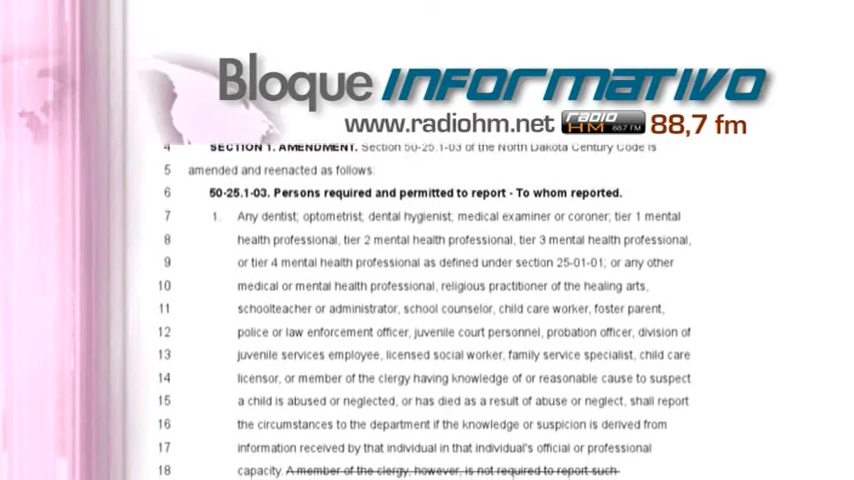 Bloque INFORMATIVO
www.radiohm.net RADIO HM 88,7 FM 88,7 fm
4 SECTION 1. AMENDMENT. Section 50-25.1-03 of the North Dakota Century Code is
5 amended and reenacted as follows:
6 50-25.1-03. Persons required and permitted to report - To whom reported.
7 1. Any dentist; optometrist; dental hygienist; medical examiner or coroner; tier 1 mental
8 health professional, tier 2 mental health professional, tier 3 mental health professional,
9 or tier 4 mental health professional as defined under section 25-01-01; or any other
10 medical or mental health professional, religious practitioner of the healing arts,
11 schoolteacher or administrator, school counselor, child care worker, foster parent,
12 police or law enforcement officer, juvenile court personnel, probation officer, division of
13 juvenile services employee, licensed social worker, family service specialist, child care
14 licensor, or member of the clergy having knowledge of or reasonable cause to suspect
15 a child is abused or neglected, or has died as a result of abuse or neglect, shall report
16 the circumstances to the department if the knowledge or suspicion is derived from
17 information received by that individual in that individual's official or professional
18 capacity. A member of the clergy, however, is not required to report such